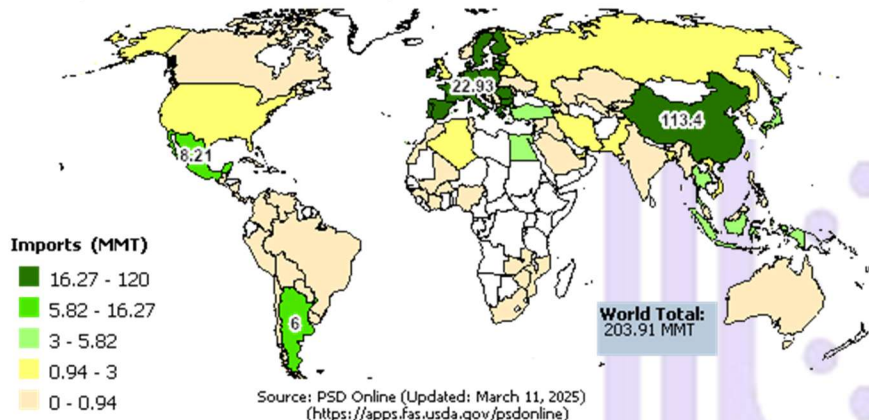 22.93
113.4
8.21
Imports (MMT)
16.27 - 120
5.82 - 16.27
3 - 5.82
0.94 - 3
0 - 0.94
6
World Total:
203.91 MMT
Source: PSD Online (Updated: March 11, 2025)
(https://apps.fas.usda.gov/psdonline)